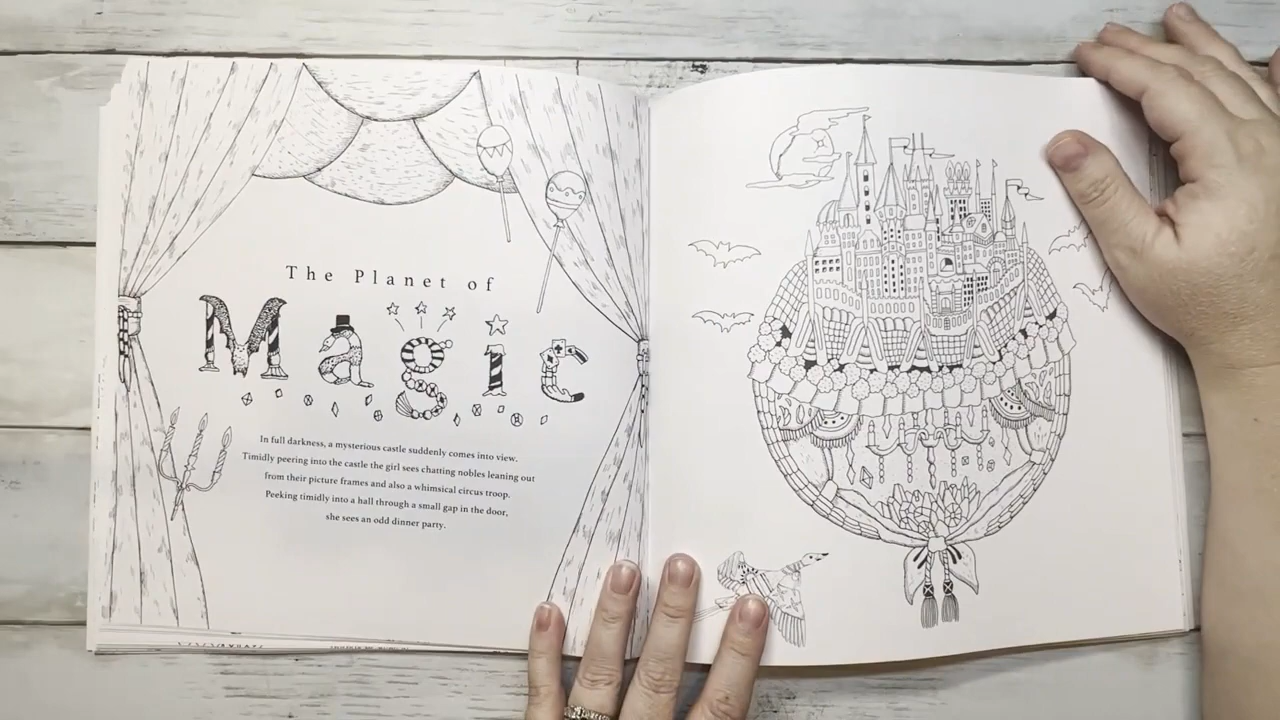 The Planet of
Magic
In full darkness, a mysterious castle suddenly comes into view.
Timidly peering into the castle the girl sees chatting nobles leaning out
from their picture frames and also a whimsical circus troop.
Peeking timidly into a hall through a small gap in the door,
she sees an odd dinner party.